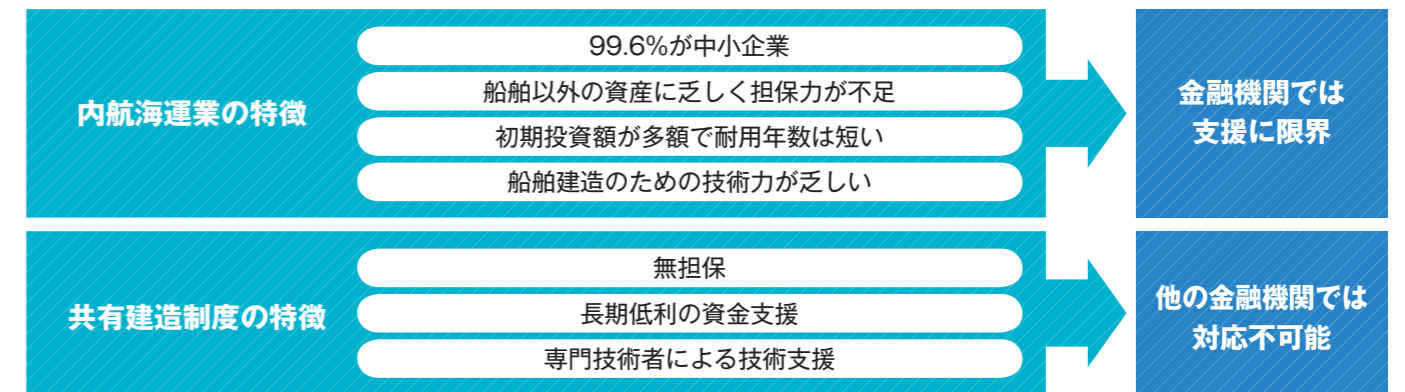 内航海運業の特徴
99.6%が中小企業
船舶以外の資産に乏しく担保力が不足
初期投資額が多額で耐用年数は短い
船舶建造のための技術力が乏しい
金融機関では
支援に限界
共有建造制度の特徴
無担保
長期低利の資金支援
専門技術者による技術支援
他の金融機関では
対応不可能